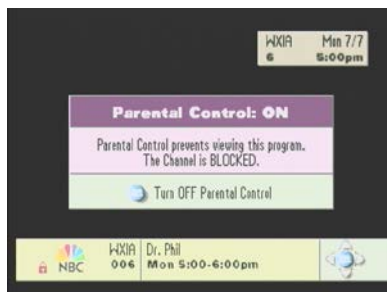 WXIA Mon 7/7
6 5:00pm
Parental Control: ON
Parental Control prevents viewing this program.
The Channel is BLOCKED.
Turn OFF Parental Control
NBC WXIA Dr. Phil
006 Mon 5:00-6:00pm